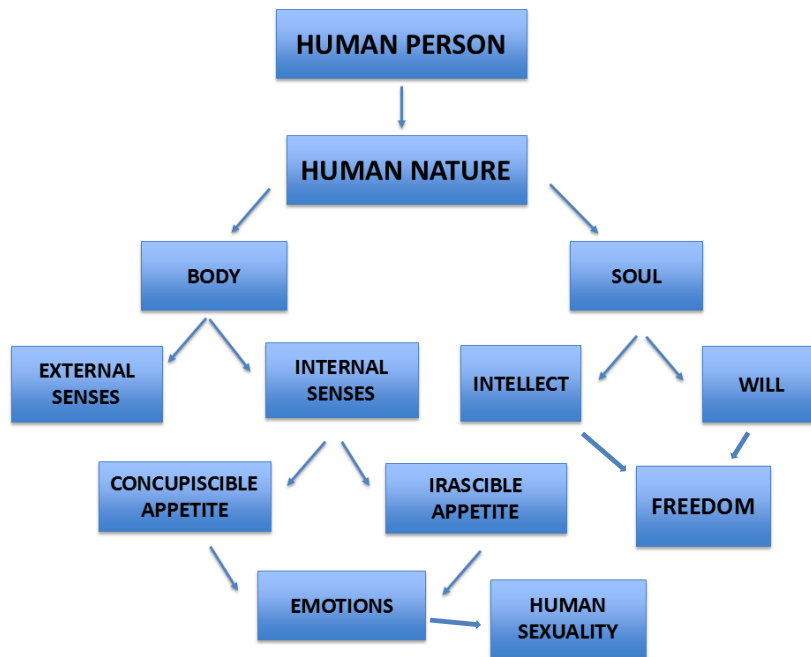 HUMAN PERSON
HUMAN NATURE
BODY
SOUL
EXTERNAL
SENSES
INTERNAL
SENSES
INTELLECT
WILL
CONCUPISCIBLE
APPETITE
IRASCIBLE
APPETITE
FREEDOM
EMOTIONS
HUMAN
SEXUALITY